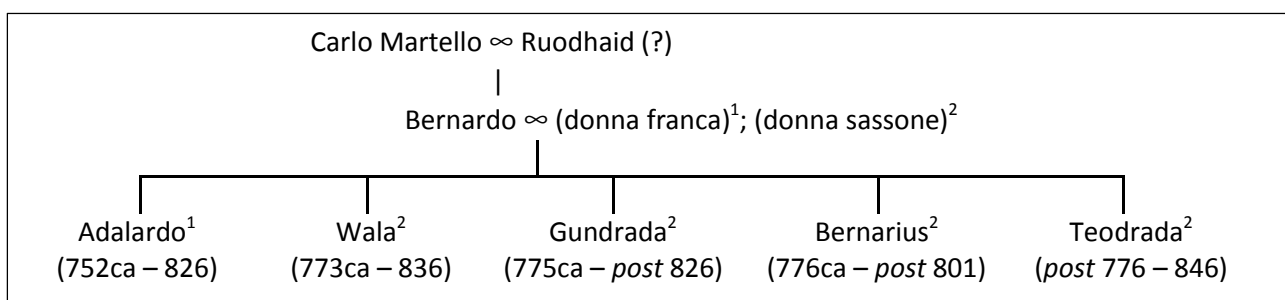 Carlo Martello ∞ Ruodhaid (?)
Bernardo ∞ (donna franca)¹; (donna sassone)²
Adalardo¹ Wala² Gundrada² Bernarius² Teodrada²
(752ca – 826) (773ca – 836) (775ca – post 826) (776ca – post 801) (post 776 – 846)